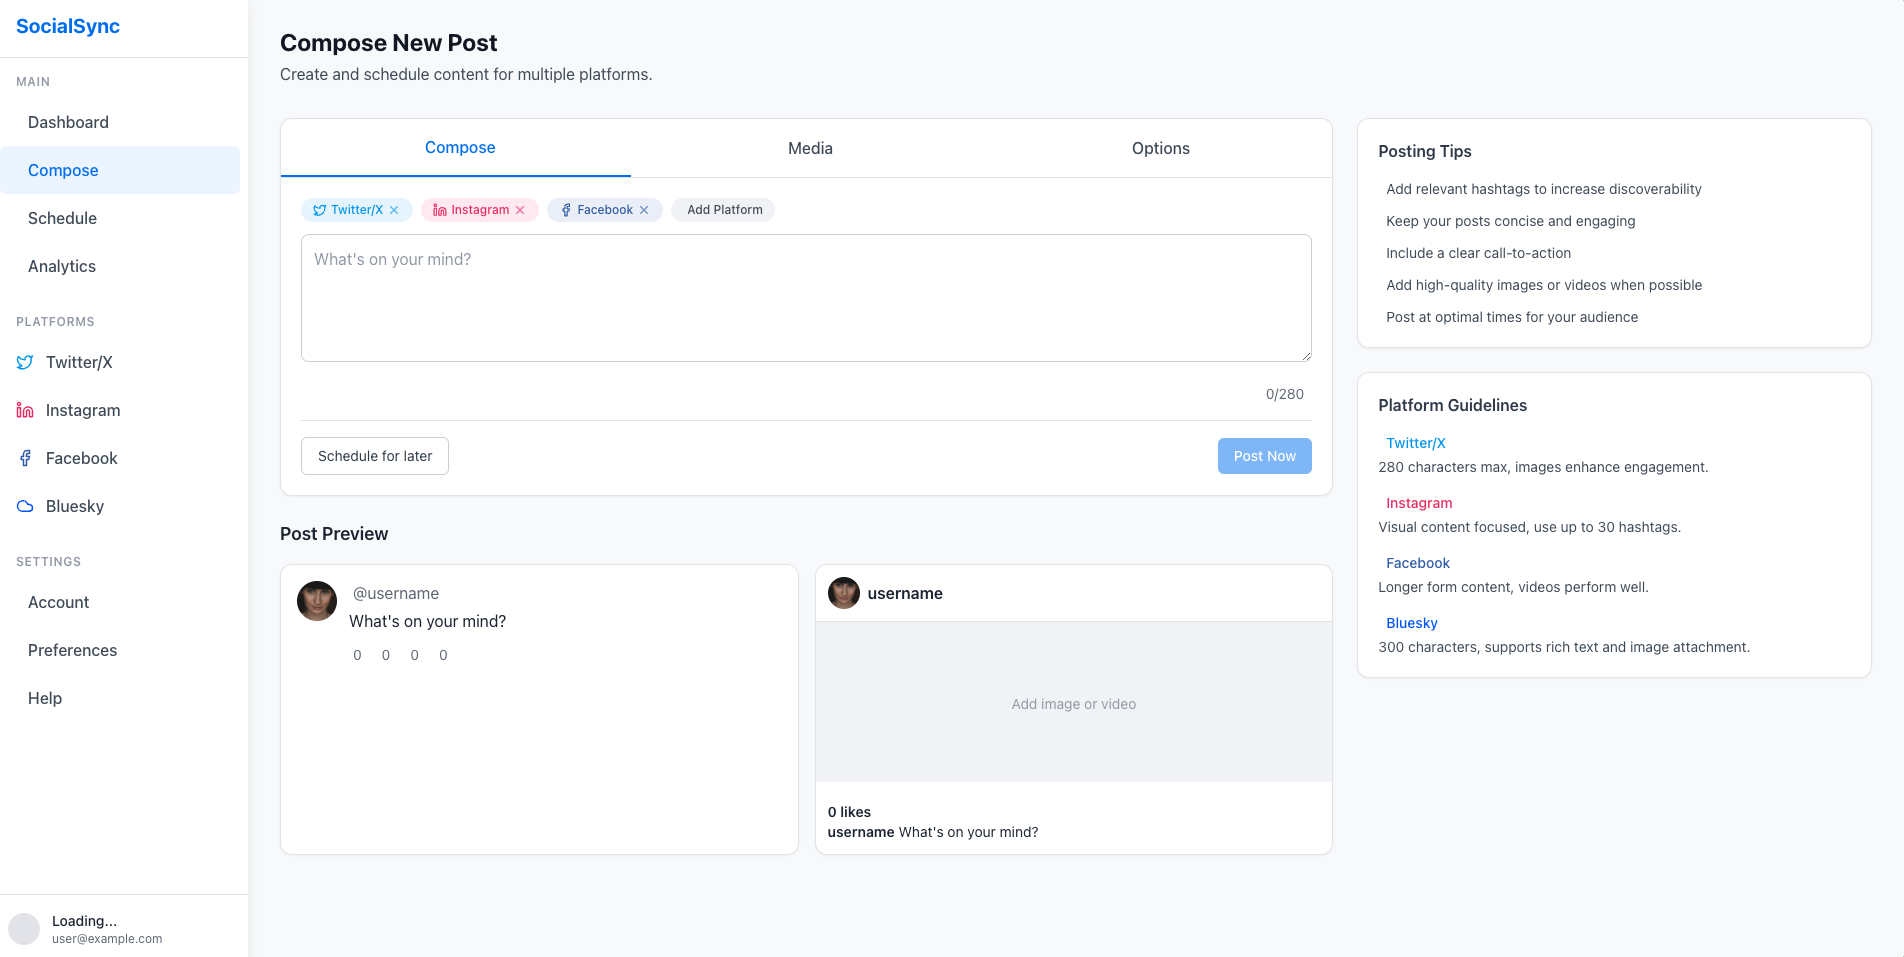 SocialSync
MAIN
Dashboard
Compose
Schedule
Analytics
PLATFORMS
Twitter/X
Instagram
Facebook
Bluesky
SETTINGS
Account
Preferences
Help
Loading...
user@example.com
Compose New Post
Create and schedule content for multiple platforms.
Compose
Media
Options
Twitter/X
Instagram
Facebook
Add Platform
What's on your mind?
0/280
Schedule for later
Post Now
Post Preview
@username
What's on your mind?
0 0 0 0
username
Add image or video
0 likes
username What's on your mind?
Posting Tips
Add relevant hashtags to increase discoverability
Keep your posts concise and engaging
Include a clear call-to-action
Add high-quality images or videos when possible
Post at optimal times for your audience
Platform Guidelines
Twitter/X
280 characters max, images enhance engagement.
Instagram
Visual content focused, use up to 30 hashtags.
Facebook
Longer form content, videos perform well.
Bluesky
300 characters, supports rich text and image attachment.